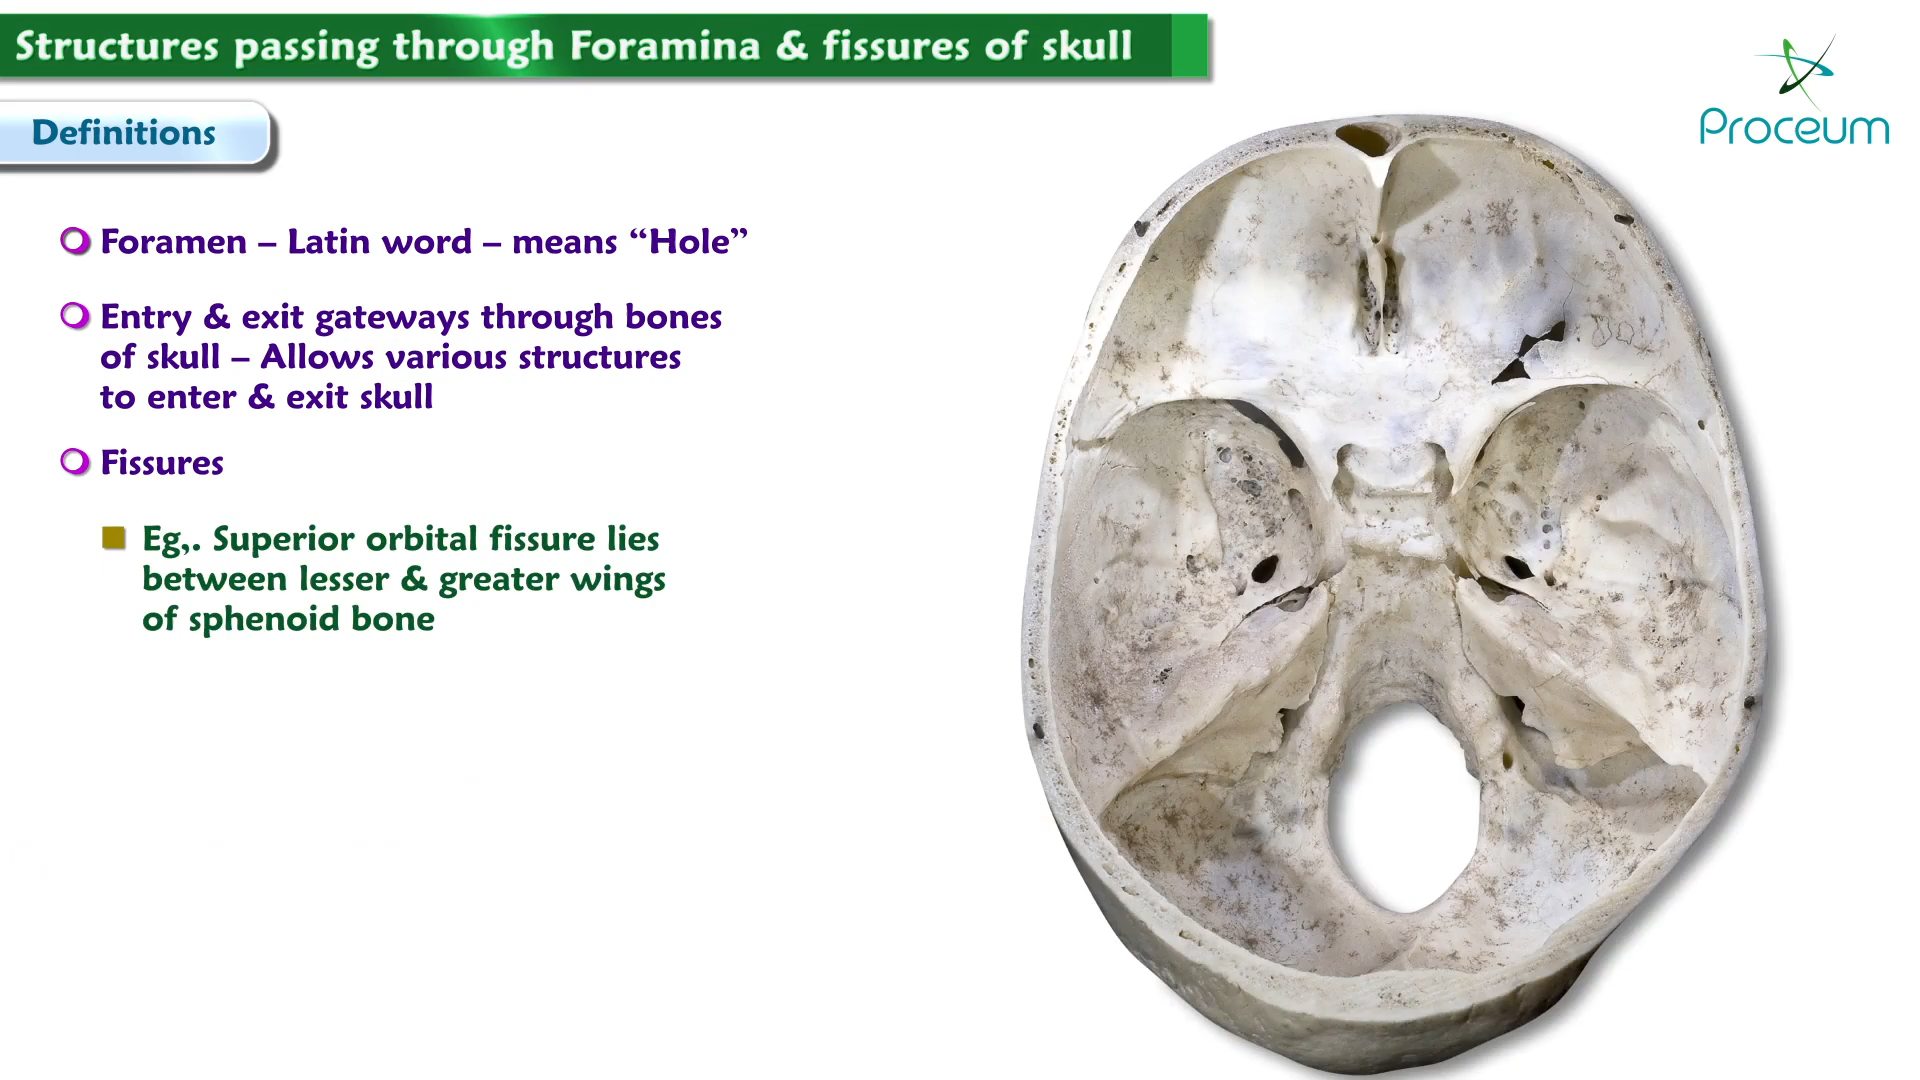 Structures passing through Foramina & fissures of skull
Proceum
Definitions
Foramen – Latin word – means “Hole”
Entry & exit gateways through bones
of skull – Allows various structures
to enter & exit skull
Fissures
Eg,. Superior orbital fissure lies
between lesser & greater wings
of sphenoid bone